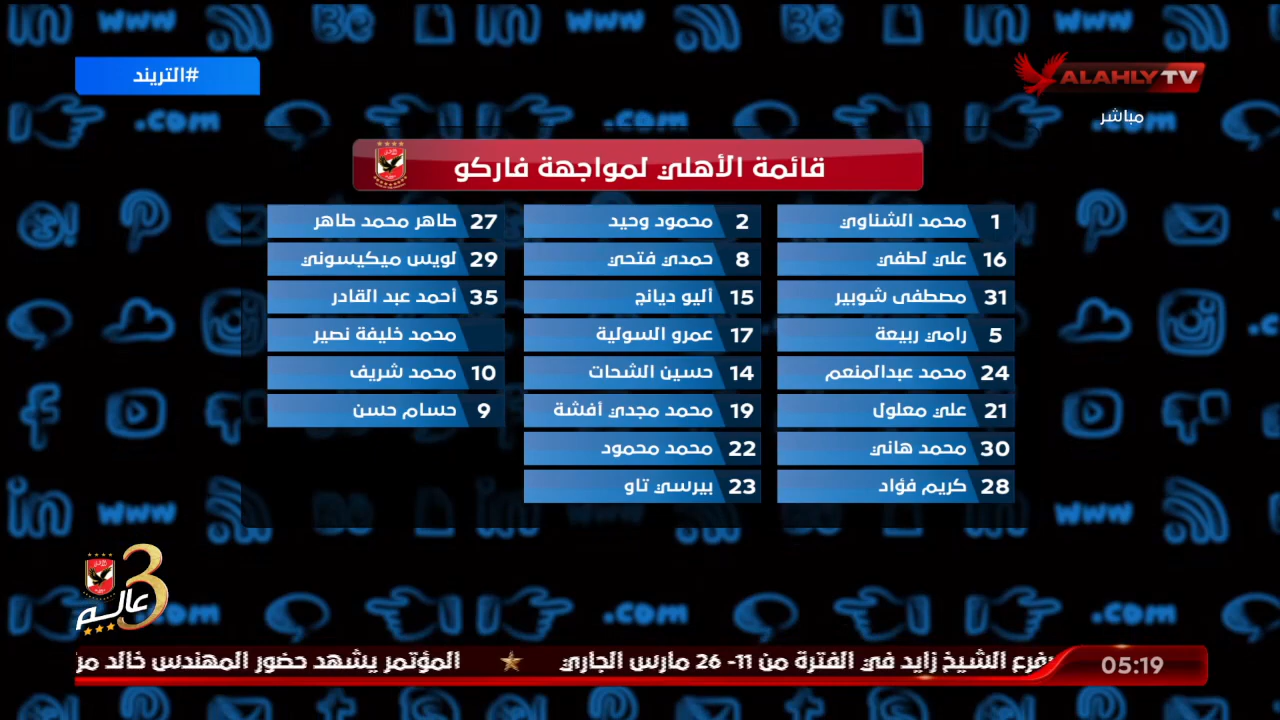 #التريند
ALAHLY TV
مباشر
قائمة الأهلي لمواجهة فاركو
1 محمد الشناوي
16 علي لطفي
31 مصطفى شوبير
5 رامي ربيعة
24 محمد عبدالمنعم
21 علي معلول
30 محمد هاني
28 كريم فؤاد
2 محمود وحيد
8 حمدي فتحي
15 أليو ديانج
17 عمرو السولية
14 حسين الشحات
19 محمد مجدي أفشة
22 محمد محمود
23 بيرسي تاو
27 طاهر محمد طاهر
29 لويس ميكيسوني
35 أحمد عبد القادر
محمد خليفة نصير
10 محمد شريف
9 حسام حسن
3 عالم
بفرع الشيخ زايد في الفترة من 11- 26 مارس الجاري
المؤتمر يشهد حضور المهندس خالد
05:19